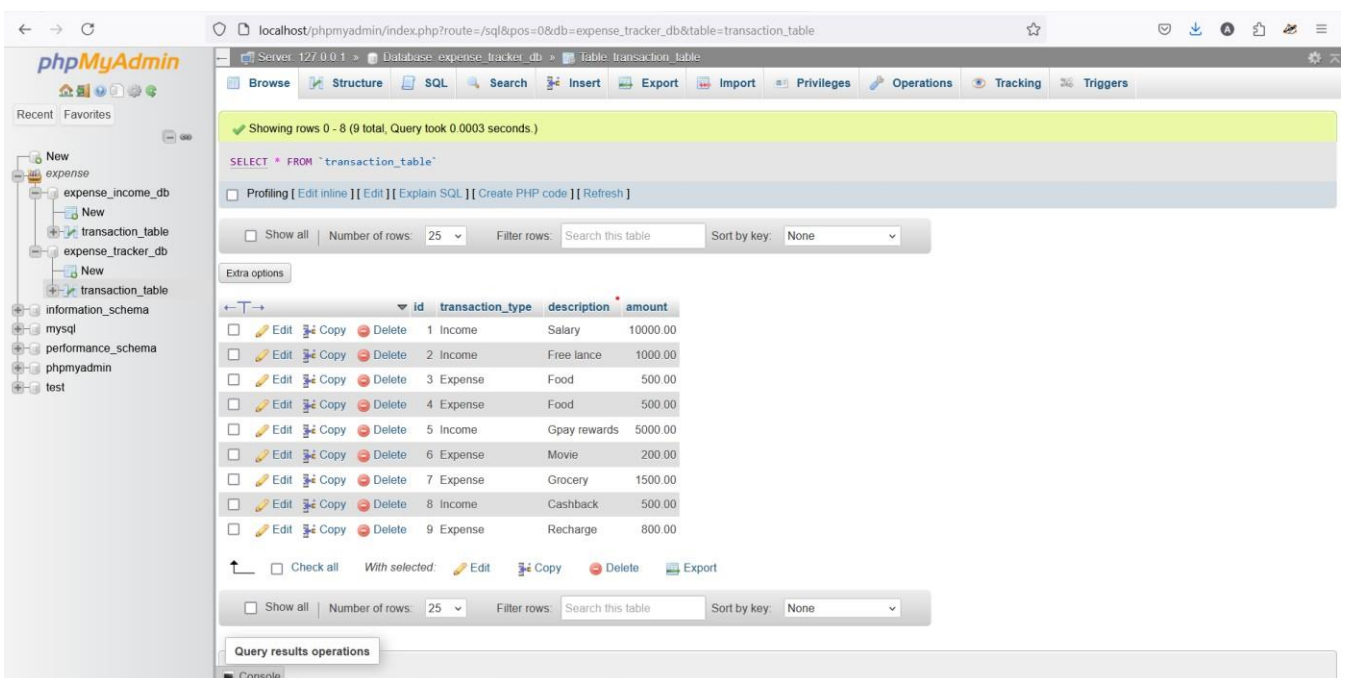 localhost/phpmyadmin/index.php?route=/sql&pos=0&db=expense_tracker_db&table=transaction_table
phpMyAdmin
Recent Favorites
New
expense
expense_income_db
New
transaction_table
expense_tracker_db
New
transaction_table
information_schema
mysql
performance_schema
phpmyadmin
test
Server: 127.0.0.1 » Database: expense_tracker_db » Table: transaction_table
Browse Structure SQL Search Insert Export Import Privileges Operations Tracking Triggers
Showing rows 0 - 8 (9 total, Query took 0.0003 seconds.)
SELECT * FROM `transaction_table`
Profiling [ Edit inline ] [ Edit ] [ Explain SQL ] [ Create PHP code ] [ Refresh ]
Show all | Number of rows: 25 Filter rows: Search this table Sort by key: None
Extra options
←T→ id transaction_type description amount
Edit Copy Delete 1 Income Salary 10000.00
Edit Copy Delete 2 Income Free lance 1000.00
Edit Copy Delete 3 Expense Food 500.00
Edit Copy Delete 4 Expense Food 500.00
Edit Copy Delete 5 Income Gpay rewards 5000.00
Edit Copy Delete 6 Expense Movie 200.00
Edit Copy Delete 7 Expense Grocery 1500.00
Edit Copy Delete 8 Income Cashback 500.00
Edit Copy Delete 9 Expense Recharge 800.00
Check all With selected: Edit Copy Delete Export
Show all | Number of rows: 25 Filter rows: Search this table Sort by key: None
Query results operations
Console